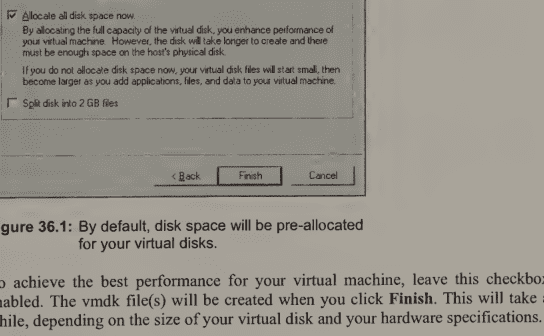 Allocate all disk space now
By allocating the full capacity of the virtual disk, you enhance performance of
your virtual machine. However, the disk will take longer to create and there
must be enough space on the host's physical disk.
If you do not allocate disk space now, your virtual disk files will start small, then
become larger as you add applications, files, and data to your virtual machine.
Split disk into 2 GB files
< Back Finish Cancel
gure 36.1: By default, disk space will be pre-allocated
for your virtual disks.
o achieve the best performance for your virtual machine, leave this checkbox
nabled. The vmdk file(s) will be created when you click Finish. This will take a
hile, depending on the size of your virtual disk and your hardware specifications.